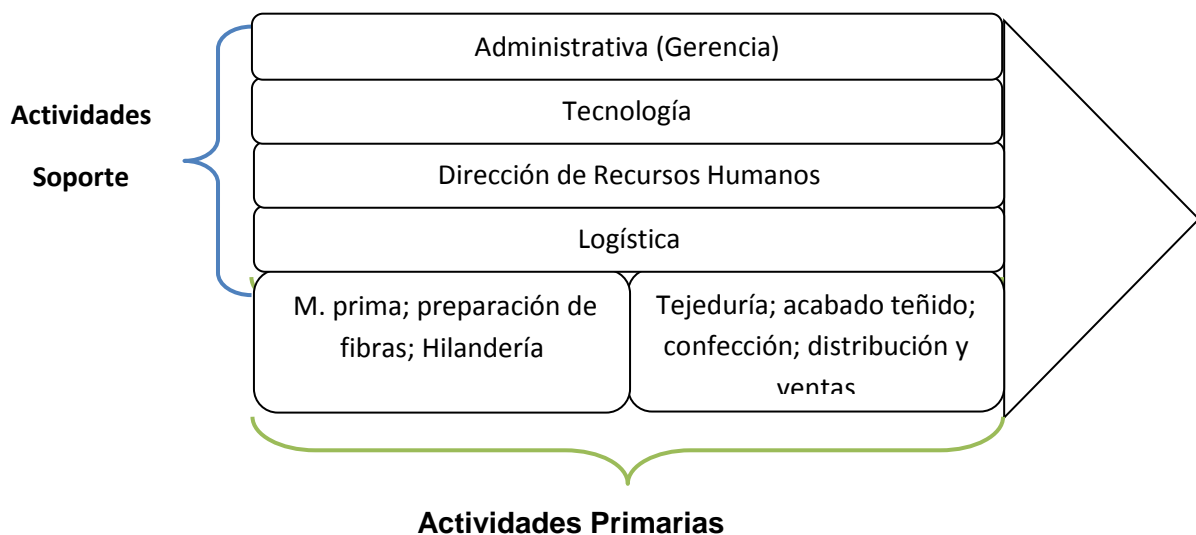 Administrativa (Gerencia)
Tecnología
Dirección de Recursos Humanos
Logística
Actividades
Soporte
M. prima; preparación de
fibras; Hilandería
Tejeduría; acabado teñido;
confección; distribución y
ventas
Actividades Primarias